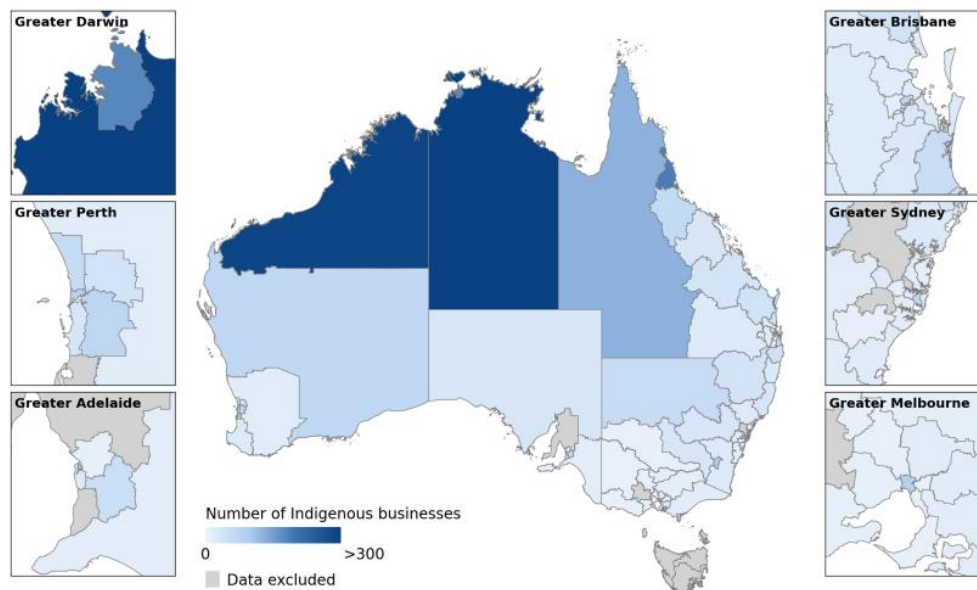 Greater Darwin
Greater Brisbane
Greater Perth
Greater Sydney
Greater Adelaide
Greater Melbourne
Number of Indigenous businesses
0 >300
Data excluded